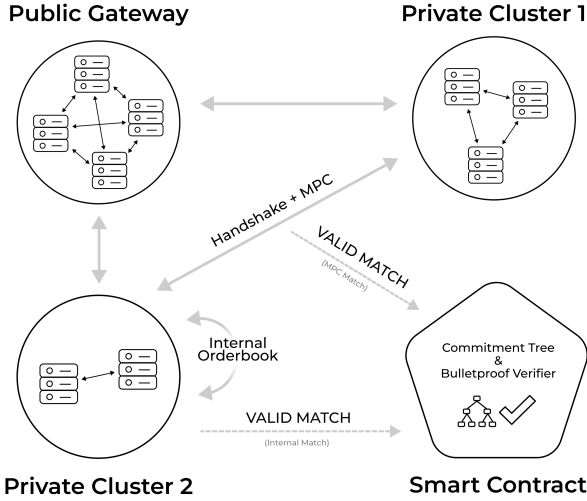 Public Gateway
Private Cluster 1
Handshake + MPC
VALID MATCH
(MPC Match)
Internal
Orderbook
Commitment Tree
&
Bulletproof Verifier
VALID MATCH
(Internal Match)
Private Cluster 2
Smart Contract